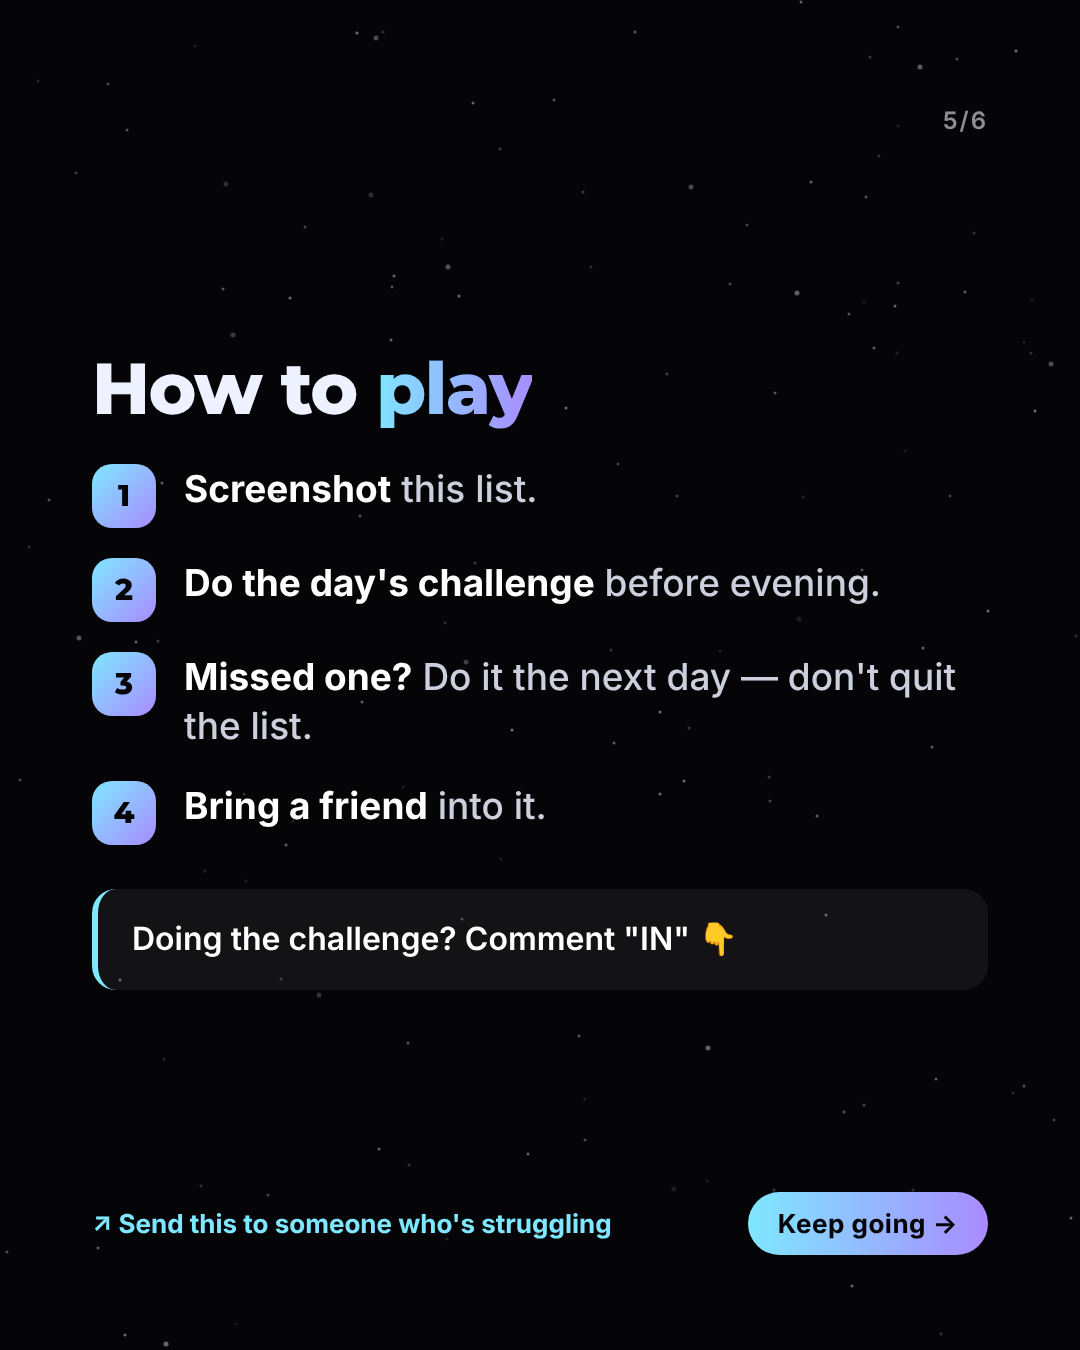 5/6
How to play
1 Screenshot this list.
2 Do the day's challenge before evening.
3 Missed one? Do it the next day — don't quit
the list.
4 Bring a friend into it.
Doing the challenge? Comment "IN" 👇
↗ Send this to someone who's struggling
Keep going →